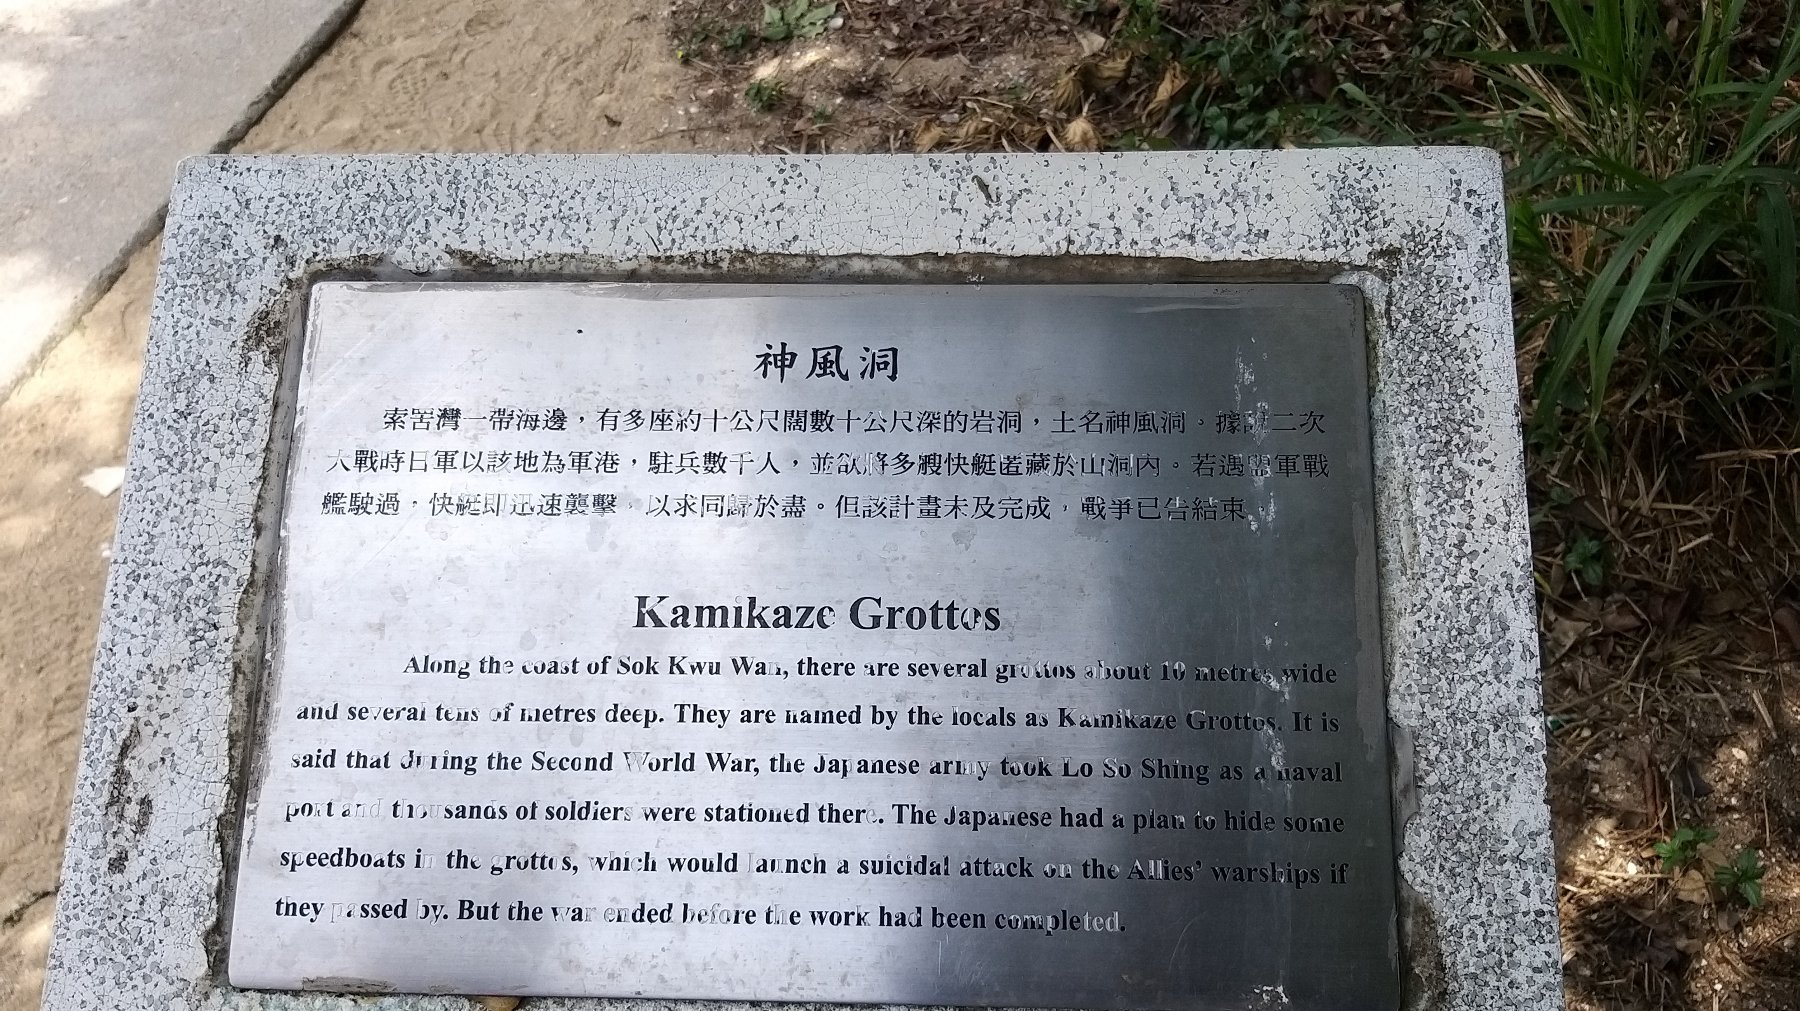 神風洞
索罟灣一帶海邊，有多座約十公尺闊數十公尺深的岩洞，土名神風洞。據 二次
大戰時日軍以該地為軍港，駐兵數千人，並欲將多艘快艇匿藏於山洞內。若遇盟軍戰
艦駛過，快艇即迅速襲擊，以求同歸於盡。但該計畫未及完成，戰爭已告結束
Kamikaze Grottos
Along the coast of Sok Kwu Wan, there are several grottos about 10 metres wide
and several tens of metres deep. They are named by the locals as Kamikaze Grottos. It is
said that during the Second World War, the Japanese army took Lo So Shing as a naval
port and thousands of soldiers were stationed there. The Japanese had a plan to hide some
speedboats in the grottos, which would launch a suicidal attack on the Allies' warships if
they passed by. But the war ended before the work had been completed.